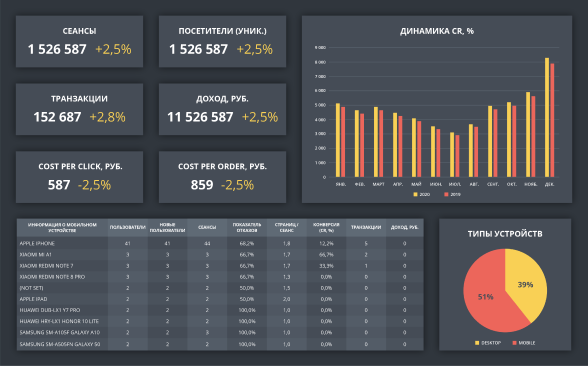 СЕАНСЫ
1 526 587 +2,5%
ПОСЕТИТЕЛИ (УНИК.)
1 526 587 +2,5%
ТРАНЗАКЦИИ
152 687 +2,8%
ДОХОД, РУБ.
11 526 587 +2,5%
COST PER CLICK, РУБ.
587 -2,5%
COST PER ORDER, РУБ.
859 -2,5%
ДИНАМИКА CR, %
9 000
8 000
7 000
6 000
5 000
4 000
3 000
2 000
1 000
0
ЯНВ. ФЕВ. МАРТ АПР. МАЙ ИЮН. ИЮЛ. АВГ. СЕНТ. ОКТ. НОЯБ. ДЕК.
2020 2019
ИНФОРМАЦИЯ О МОБИЛЬНОМ УСТРОЙСТВЕ ПОЛЬЗОВАТЕЛИ НОВЫЕ ПОЛЬЗОВАТЕЛИ СЕАНСЫ ПОКАЗАТЕЛЬ ОТКАЗОВ СТРАНИЦ / СЕАНС КОНВЕРСИЯ (CR, %) ТРАНЗАКЦИИ ДОХОД, РУБ.
APPLE IPHONE 41 41 44 68,2% 1,8 12,2% 5 0
XIAOMI MI A1 3 3 3 66,7% 1,7 66,7% 2 0
XIAOMI REDMI NOTE 7 3 3 3 66,7% 1,7 33,3% 1 0
XIAOMI REDMI NOTE 8 PRO 3 3 3 66,7% 1,3 0,0% 0 0
(NOT SET) 2 2 2 50,0% 1,5 0,0% 0 0
APPLE IPAD 2 2 2 50,0% 2,0 0,0% 0 0
HUAWEI DUB-LX1 Y7 PRO 2 2 2 100,0% 1,0 0,0% 0 0
HUAWEI HRY-LX1 HONOR 10 LITE 2 2 2 100,0% 1,0 0,0% 0 0
SAMSUNG SM-A105F GALAXY A10 2 2 3 100,0% 1,0 0,0% 0 0
SAMSUNG SM-A505FN GALAXY 50 2 2 2 100,0% 1,0 0,0% 0 0
ТИПЫ УСТРОЙСТВ
39%
51%
DESKTOP MOBILE